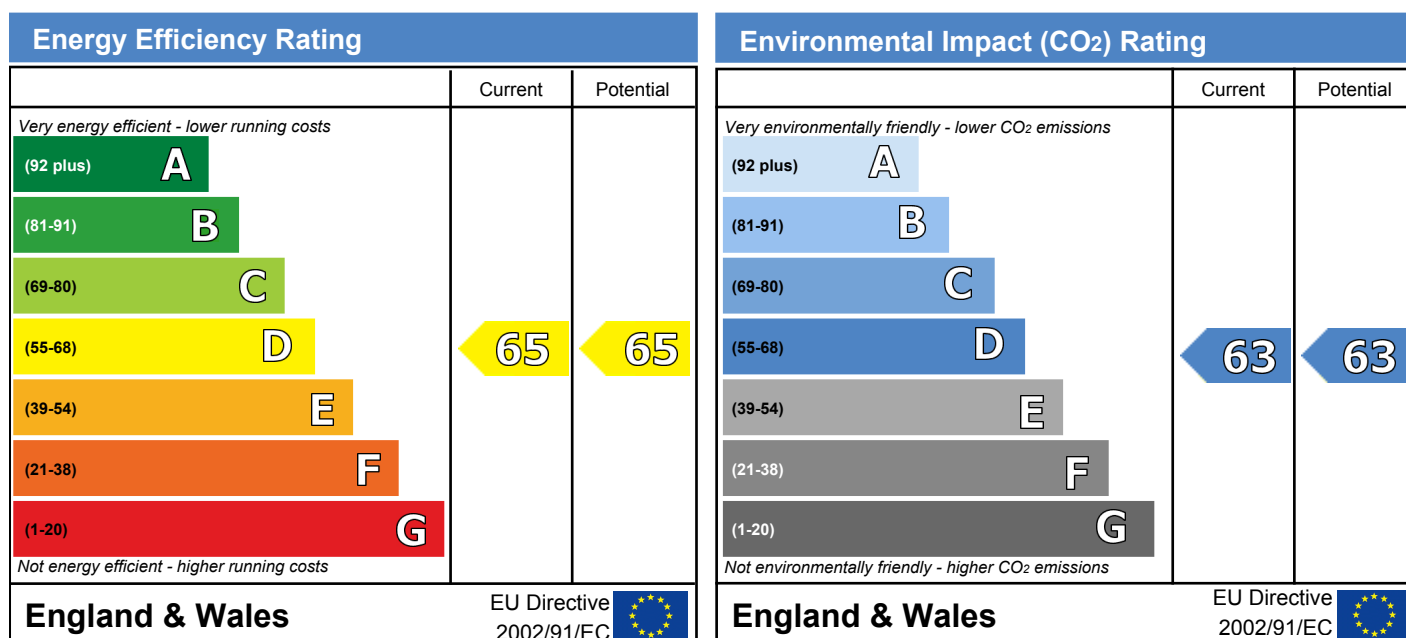 Energy Efficiency Rating
Current Potential
Very energy efficient - lower running costs
(92 plus) A
(81-91) B
(69-80) C
(55-68) D 65 65
(39-54) E
(21-38) F
(1-20) G
Not energy efficient - higher running costs
England & Wales
EU Directive
2002/91/EC
Environmental Impact (CO2) Rating
Current Potential
Very environmentally friendly - lower CO2 emissions
(92 plus) A
(81-91) B
(69-80) C
(55-68) D 63 63
(39-54) E
(21-38) F
(1-20) G
Not environmentally friendly - higher CO2 emissions
England & Wales
EU Directive
2002/91/EC